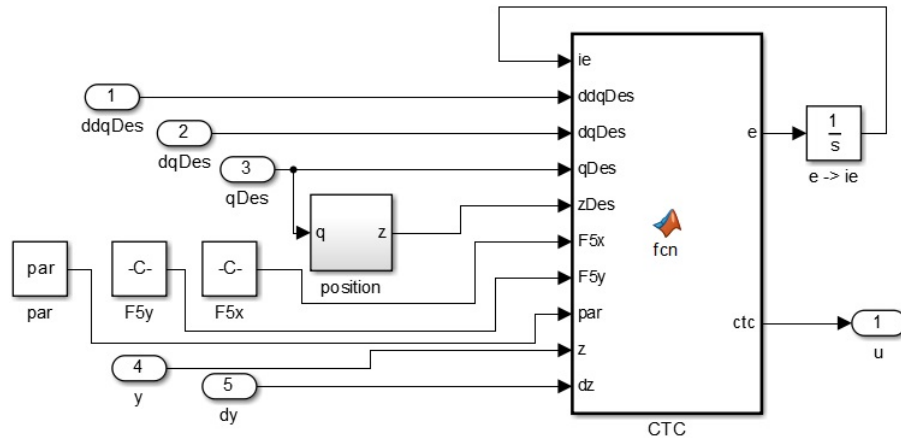 ie
1
ddqDes
ddqDes
2
dqDes
dqDes
e
1
s
e -> ie
3
qDes
qDes
zDes
q
z
position
fcn
F5x
par
par
-C-
F5y
-C-
F5x
F5y
par
ctc
1
u
4
y
z
5
dy
dz
CTC